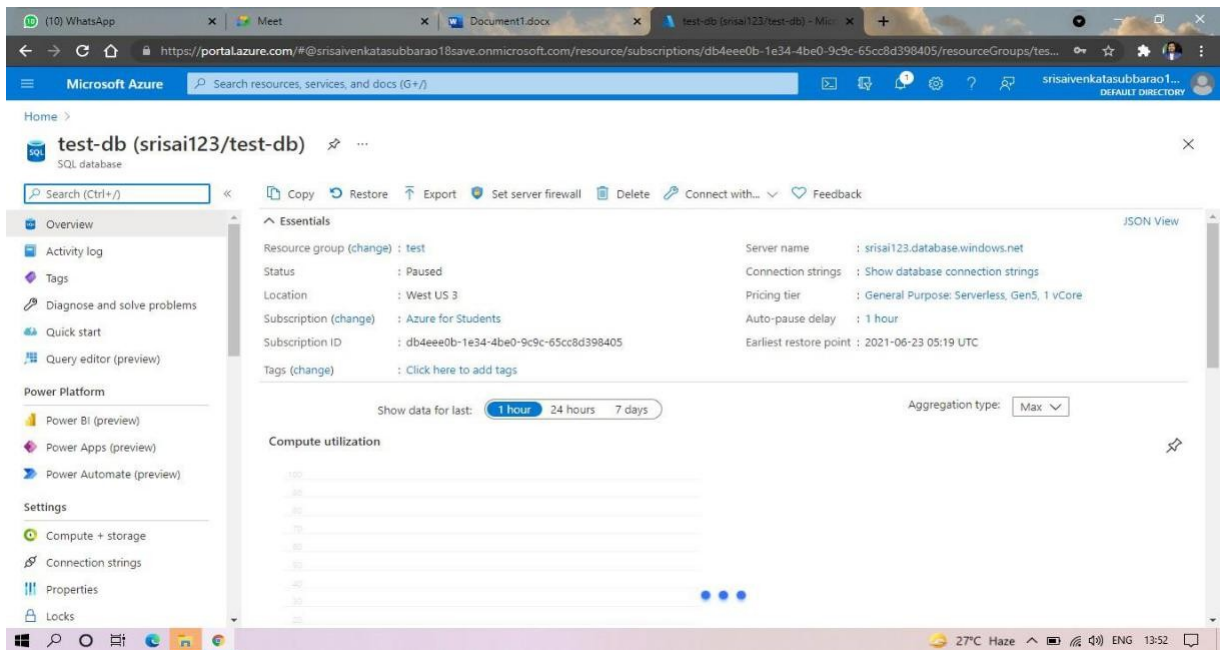 (10) WhatsApp
Meet
Document1.docx
test-db (srisai123/test-db) - Mic
https://portal.azure.com/#@srisaivenkatasubbarao18save.onmicrosoft.com/resource/subscriptions/db4eee0b-1e34-4be0-9c9c-65cc8d398405/resourceGroups/tes...
Microsoft Azure
Search resources, services, and docs (G+/)
1
srisaivenkatasubbarao1...
DEFAULT DIRECTORY
Home >
SQL
test-db (srisai123/test-db)
SQL database
Search (Ctrl+/)
Overview
Activity log
Tags
Diagnose and solve problems
Quick start
Query editor (preview)
Power Platform
Power BI (preview)
Power Apps (preview)
Power Automate (preview)
Settings
Compute + storage
Connection strings
Properties
Locks
Copy Restore Export Set server firewall Delete Connect with... Feedback
Essentials
JSON View
Resource group (change) : test
Status : Paused
Location : West US 3
Subscription (change) : Azure for Students
Subscription ID : db4eee0b-1e34-4be0-9c9c-65cc8d398405
Tags (change) : Click here to add tags
Server name : srisai123.database.windows.net
Connection strings : Show database connection strings
Pricing tier : General Purpose: Serverless, Gen5, 1 vCore
Auto-pause delay : 1 hour
Earliest restore point : 2021-06-23 05:19 UTC
Show data for last: 1 hour 24 hours 7 days
Aggregation type: Max
Compute utilization
100
27°C Haze ENG 13:52